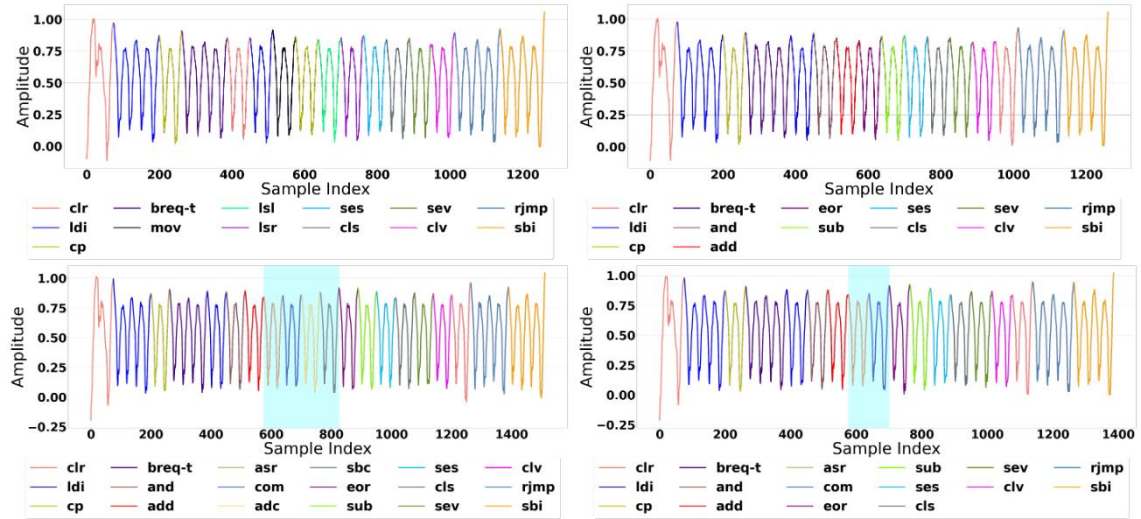 1.00
0.75
0.50
0.25
0.00
Amplitude
0 200 400 600 800 1000 1200
Sample Index
clr breq-t lsl ses sev rjmp
ldi mov lsr cls clv sbi
cp
1.00
0.75
0.50
0.25
0.00
Amplitude
0 200 400 600 800 1000 1200
Sample Index
clr breq-t eor ses sev rjmp
ldi and sub cls clv sbi
cp add
1.00
0.75
0.50
0.25
0.00
−0.25
Amplitude
0 200 400 600 800 1000 1200 1400
Sample Index
clr breq-t asr sbc ses clv
ldi and com eor cls rjmp
cp add adc sub sev sbi
1.00
0.75
0.50
0.25
0.00
−0.25
Amplitude
0 200 400 600 800 1000 1200 1400
Sample Index
clr breq-t asr sub sev rjmp
ldi and com ses clv sbi
cp add eor cls